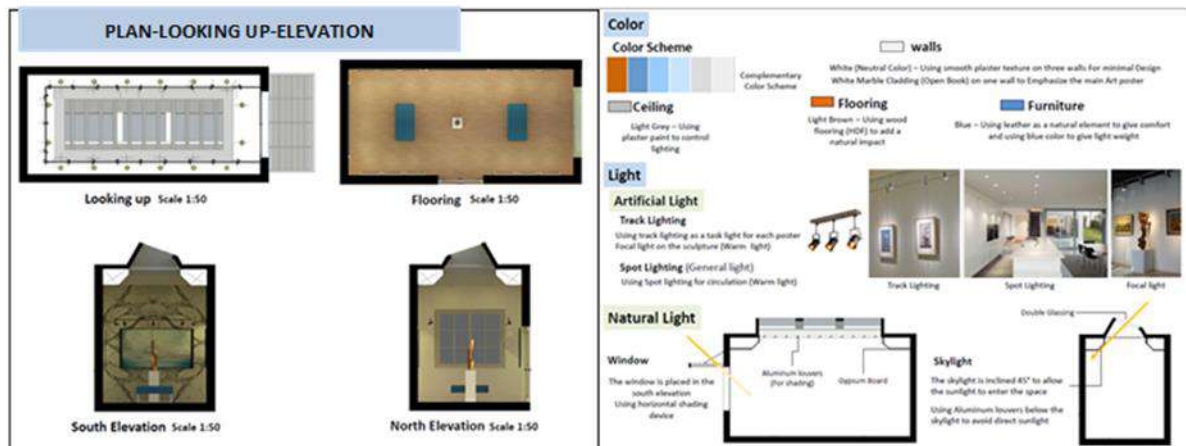 PLAN-LOOKING UP-ELEVATION
Looking up Scale 1:50
Flooring Scale 1:50
South Elevation Scale 1:50
North Elevation Scale 1:50
Color
Color Scheme
Complementary
Color Scheme
walls
White (Neutral Color) – Using smooth plaster texture on three walls For minimal Design
White Marble Cladding (Open Book) on one wall to Emphasize the main Art poster
Ceiling
Light Grey – Using
plaster paint to control
lighting
Flooring
Light Brown – Using wood
flooring (HDF) to add a
natural impact
Furniture
Blue – Using leather as a natural element to give comfort
and using blue color to give light weight
Light
Artificial Light
Track Lighting
Using track lighting as a task light for each poster
Focal light on the sculpture (Warm light)
Spot Lighting (General light)
Using Spot lighting for circulation (Warm light)
Track Lighting
Spot Lighting
Focal light
Natural Light
Window
The window is placed in the
south elevation
Using horizontal shading
device
Aluminum louvers
(For shading)
Gypsum Board
Double Glassing
Skylight
The skylight is inclined 45° to allow
the sunlight to enter the space
Using Aluminum louvers below the
skylight to avoid direct sunlight